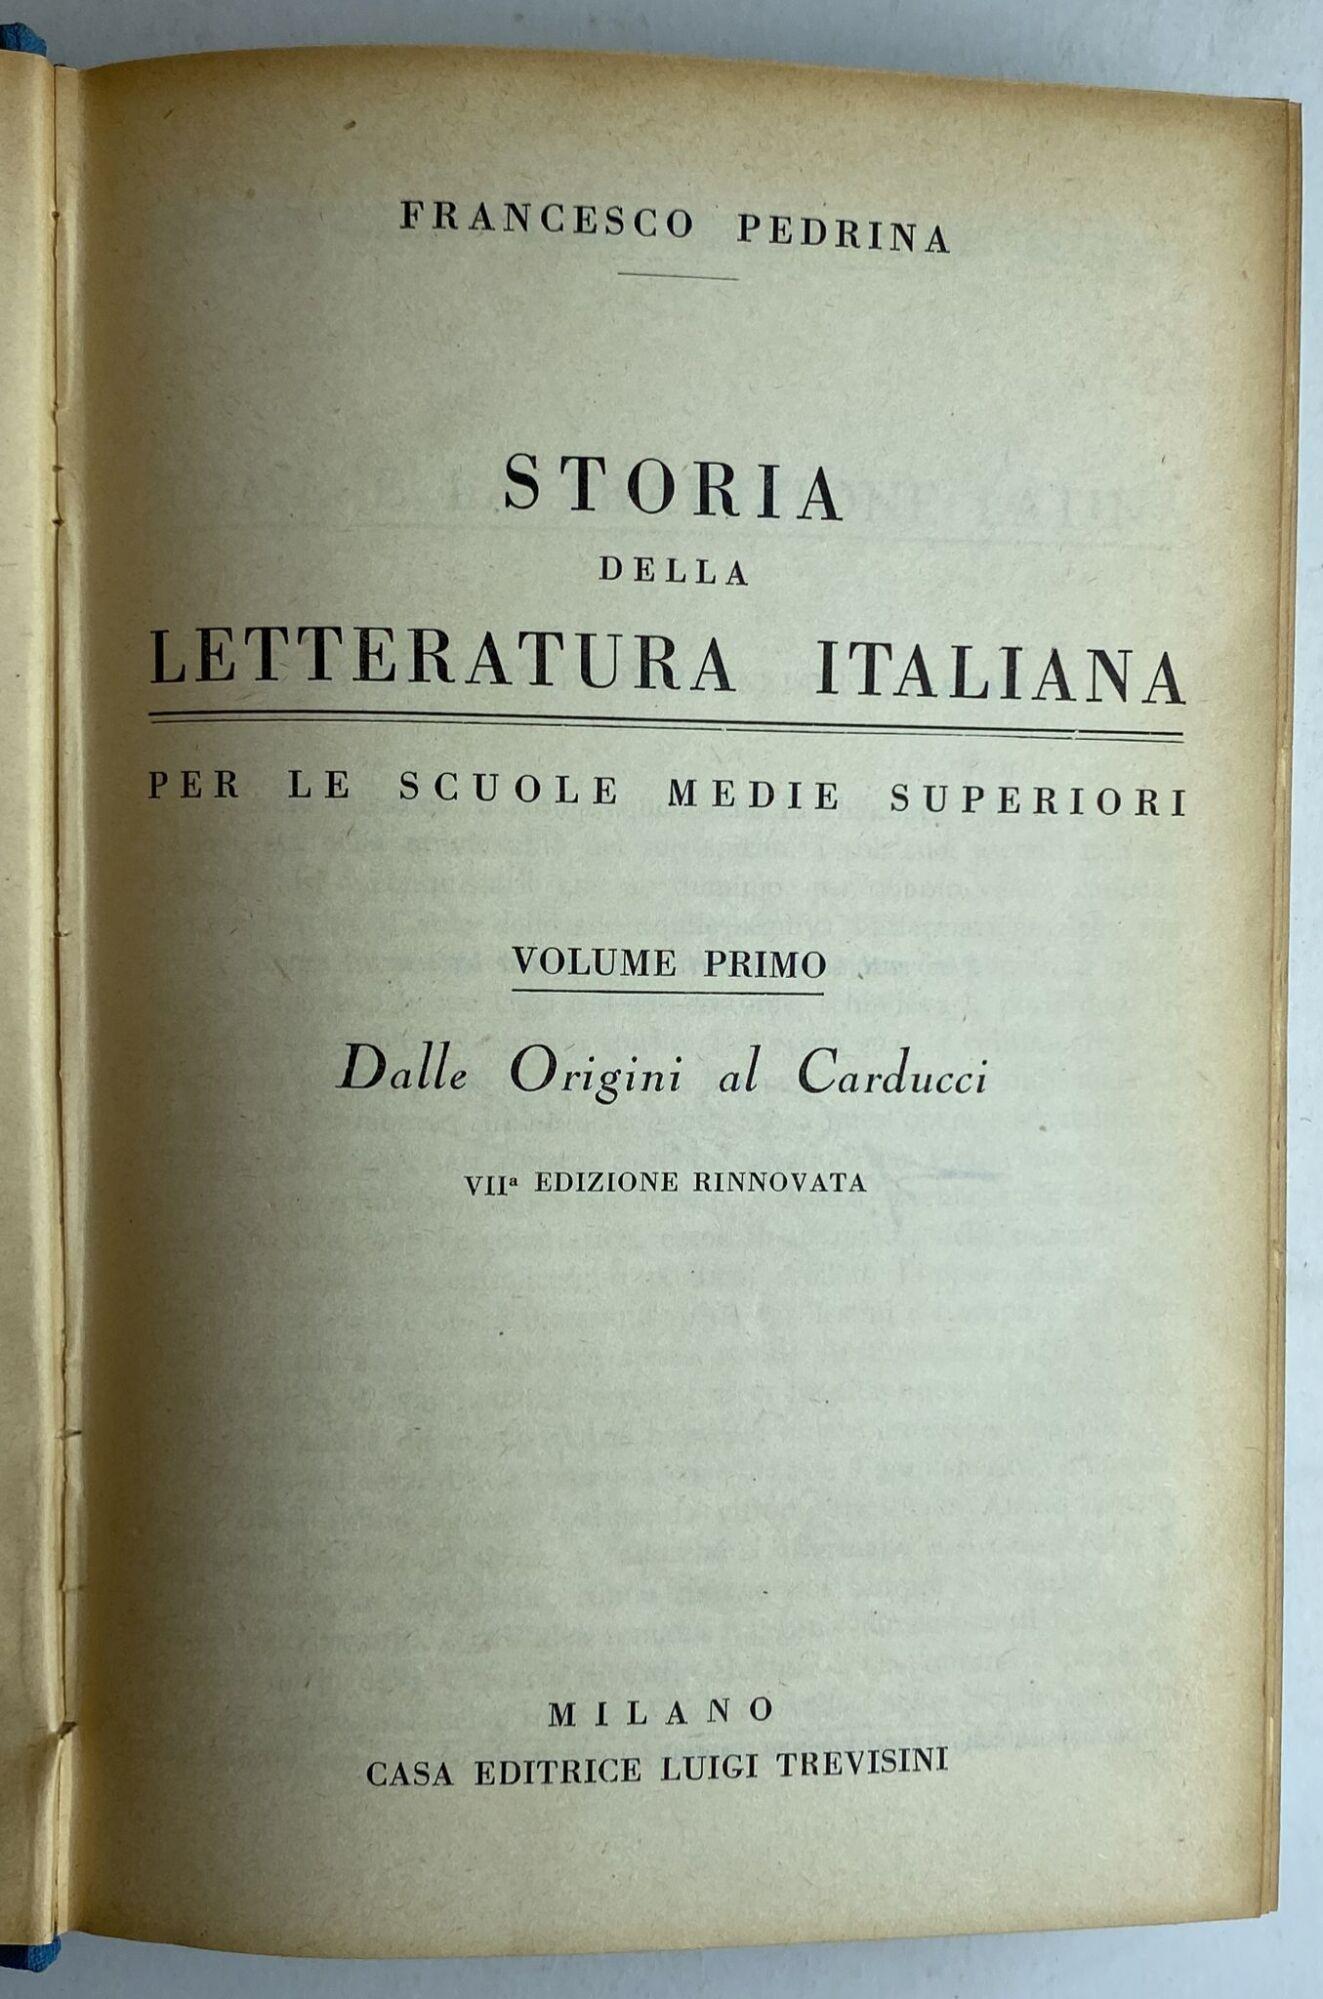 FRANCESCO PEDRINA
STORIA
DELLA
LETTERATURA ITALIANA
PER LE SCUOLE MEDIE SUPERIORI
VOLUME PRIMO
Dalle Origini al Carducci
VIIª EDIZIONE RINNOVATA
MILANO
CASA EDITRICE LUIGI TREVISINI